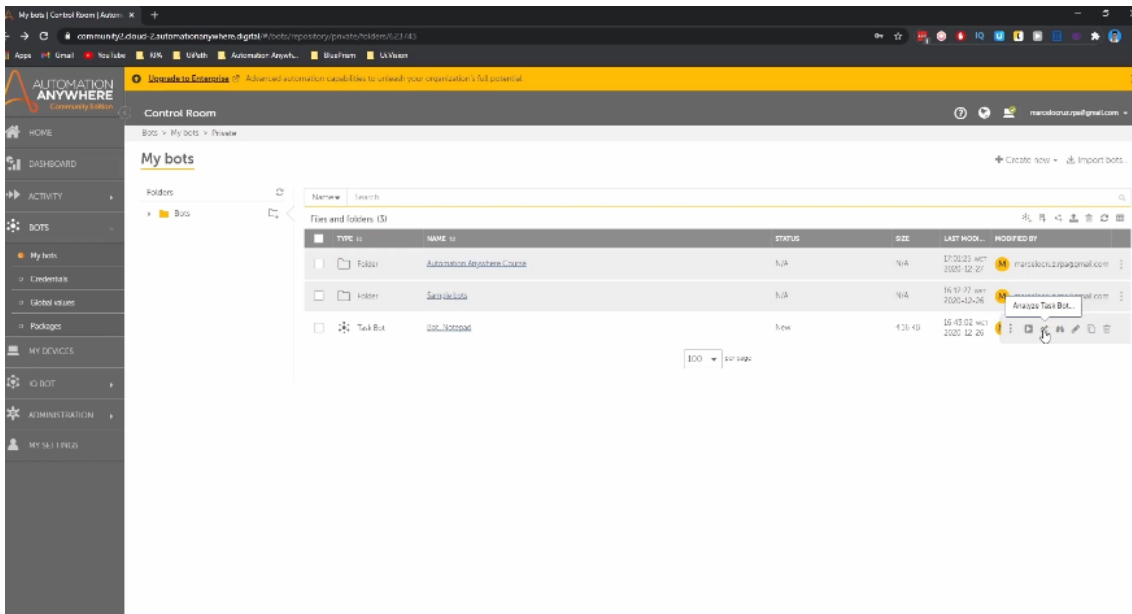 My bots | Control Room | Autom
community2.cloud-2.automationanywhere.digital/#/bots/repository/private/folders/623745
Apps Gmail YouTube RPA UiPath Automation Anywh... BluePrism UiVision
AUTOMATION
ANYWHERE
Community Edition
Upgrade to Enterprise Advanced automation capabilities to unleash your organization's full potential
Control Room
marcelocruz.rpa@gmail.com
HOME
DASHBOARD
ACTIVITY
BOTS
My bots
Credentials
Global values
Packages
MY DEVICES
IQ BOT
ADMINISTRATION
MY SETTINGS
Bots > My bots > Private
My bots
Create new
Import bots...
Folders
Bots
Name Search
Files and folders (3)
TYPE NAME STATUS SIZE LAST MODI... MODIFIED BY
Folder Automation Anywhere Course N/A N/A 17:01:25 WET 2020-12-27 M marcelocruz.rpa@gmail.com
Folder Sample bots N/A N/A 2020-12-26 M
Analyze Task Bot...
Task Bot Bot_Notepad New 16:43:02 WET 2020-12-26
100 per page